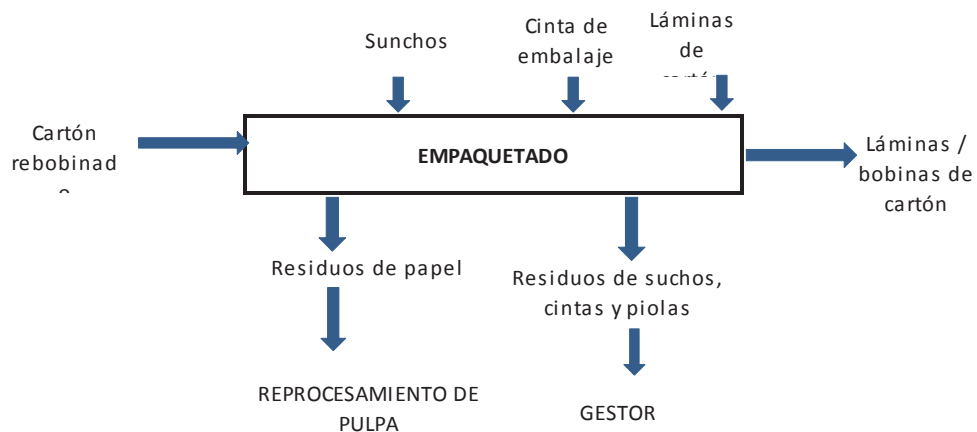 Sunchos
Cinta de
embalaje
Láminas
de
Cartón
rebobinad
EMPAQUETADO
Láminas /
bobinas de
cartón
Residuos de papel
Residuos de suchos,
cintas y piolas
REPROCESAMIENTO DE
PULPA
GESTOR